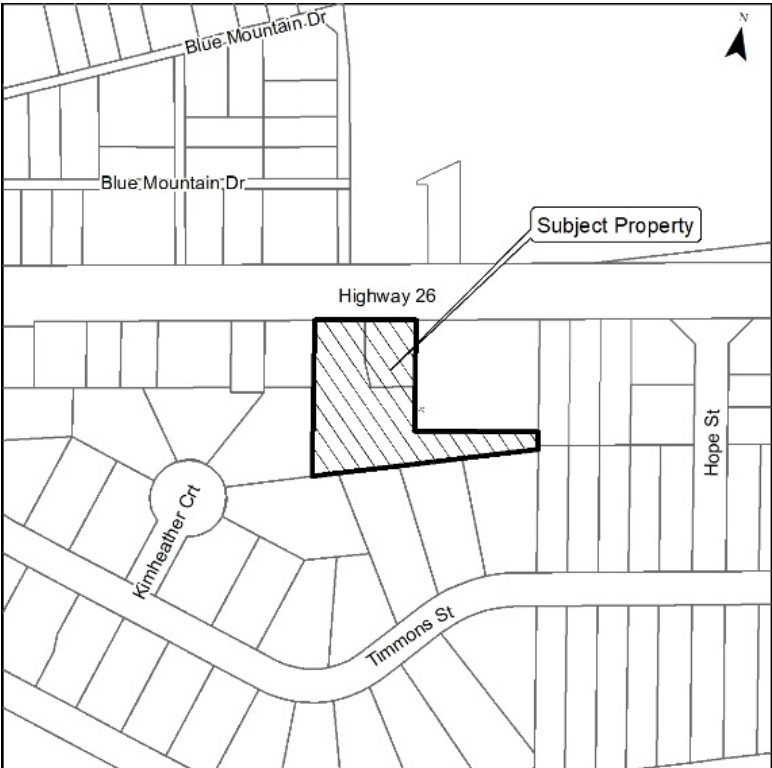 Blue Mountain Dr
N
Blue Mountain Dr
Subject Property
Highway 26
Hope St
Kimheather Crt
Timmons St